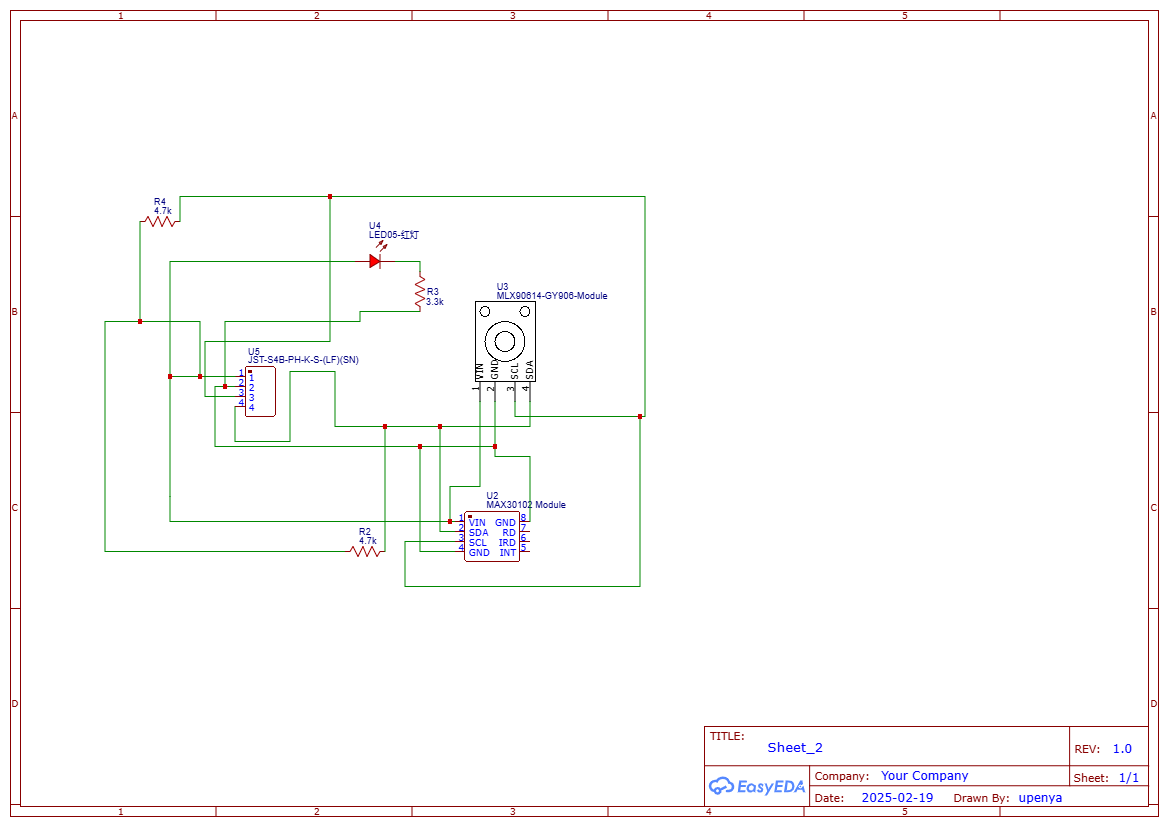 1 2 3 4 5
A A
R4
4.7k
U4
LED05-红灯
R3
3.3k
U3
MLX90614-GY906-Module
B B
VIN GND SCL SDA
1 2 3 4
U5
JST-S4B-PH-K-S-(LF)(SN)
1 1
2 2
3 3
4 4
U2
MAX30102 Module
C C
1 VIN GND 8
2 SDA RD 7
3 SCL IRD 6
4 GND INT 5
R2
4.7k
D D
TITLE:
Sheet_2
REV: 1.0
EasyEDA
Company: Your Company
Sheet: 1/1
Date: 2025-02-19 Drawn By: upenya
1 2 3 4 5